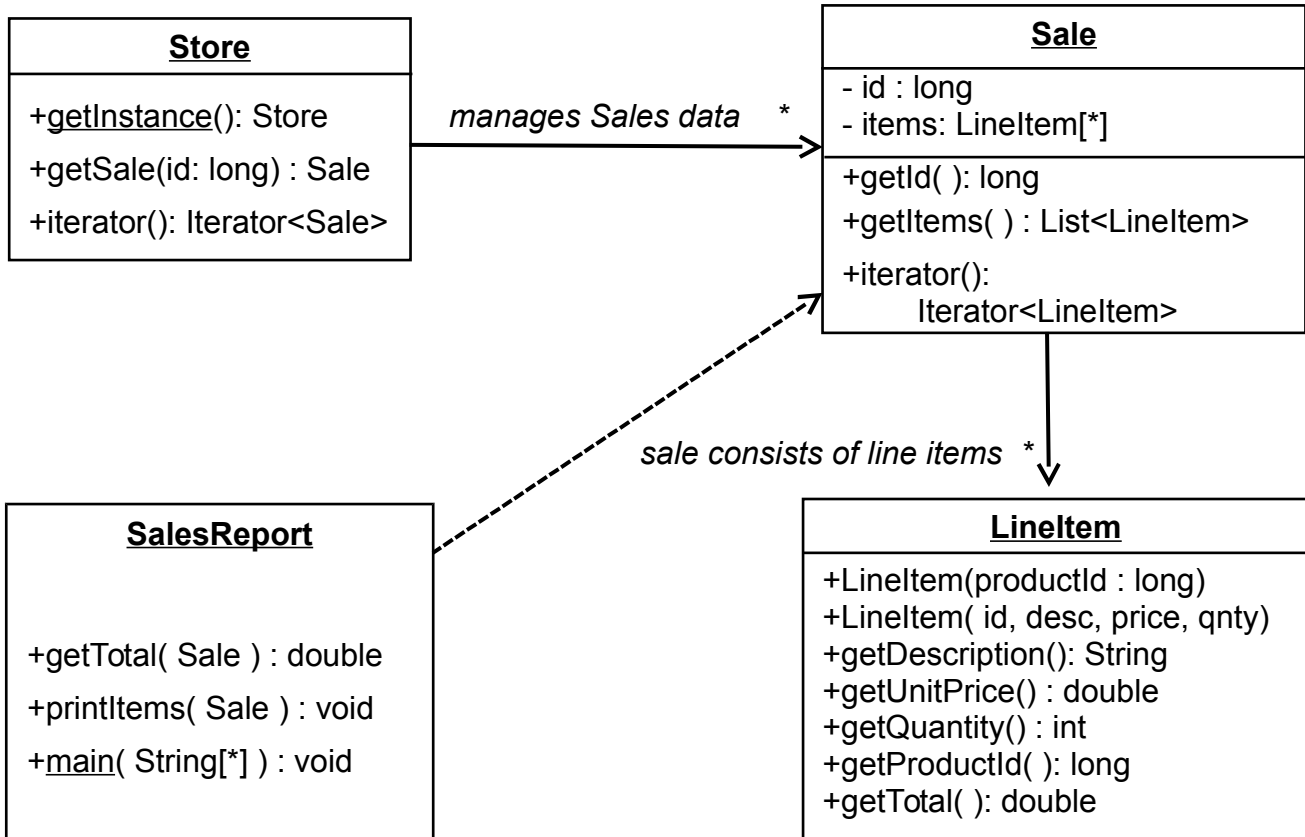 Store
+getInstance(): Store
+getSale(id: long) : Sale
+iterator(): Iterator<Sale>
manages Sales data *
Sale
- id : long
- items: LineItem[*]
+getId( ): long
+getItems( ) : List<LineItem>
+iterator():
Iterator<LineItem>
sale consists of line items *
SalesReport
+getTotal( Sale ) : double
+printItems( Sale ) : void
+main( String[*] ) : void
LineItem
+LineItem(productId : long)
+LineItem( id, desc, price, qnty)
+getDescription(): String
+getUnitPrice() : double
+getQuantity() : int
+getProductId( ): long
+getTotal( ): double